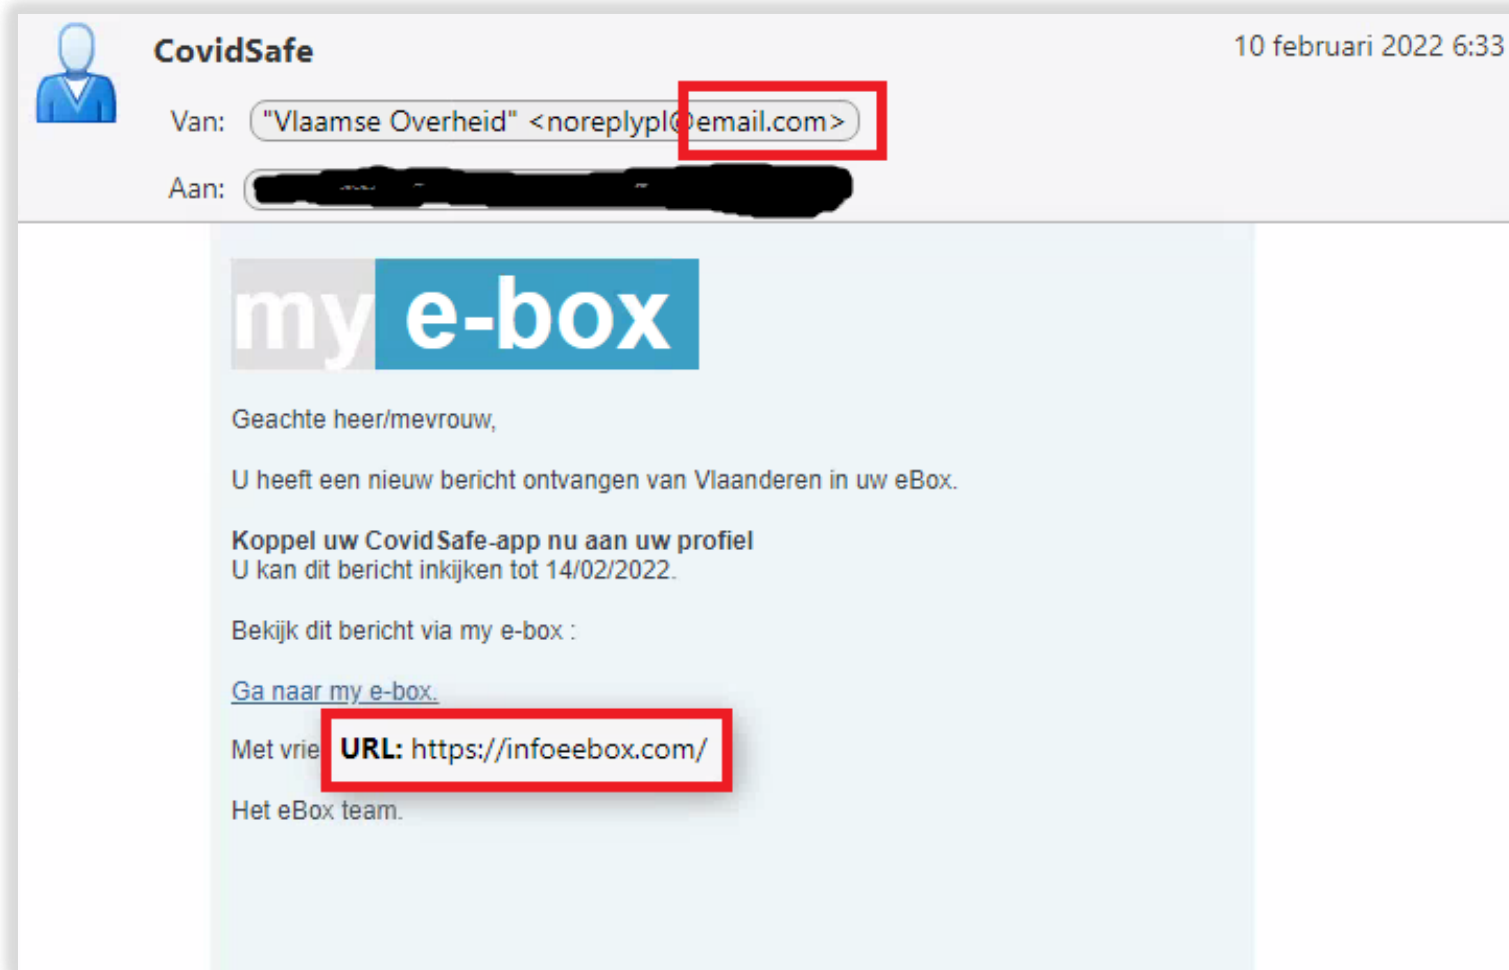 CovidSafe
10 februari 2022 6:33
Van: "Vlaamse Overheid" <noreplypl@email.com>
Aan:
my e-box
Geachte heer/mevrouw,
U heeft een nieuw bericht ontvangen van Vlaanderen in uw eBox.
Koppel uw CovidSafe-app nu aan uw profiel
U kan dit bericht inkijken tot 14/02/2022.
Bekijk dit bericht via my e-box :
Ga naar my e-box.
Met vrie
URL: https://infoeebox.com/
Het eBox team.